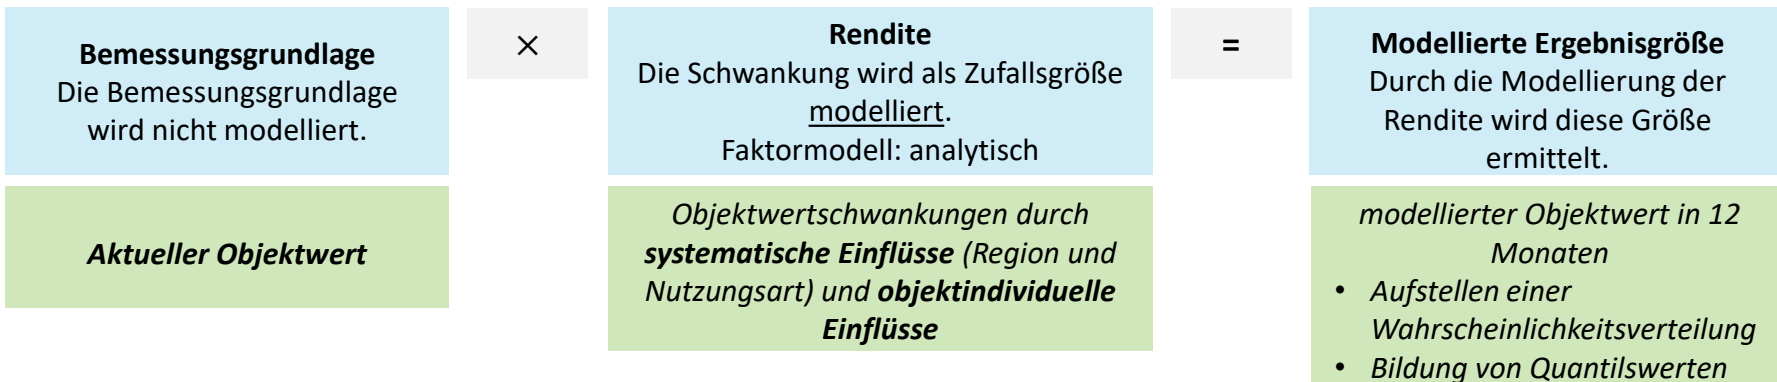 Bemessungsgrundlage
Die Bemessungsgrundlage
wird nicht modelliert.
×
Rendite
Die Schwankung wird als Zufallsgröße
modelliert.
Faktormodell: analytisch
=
Modellierte Ergebnisgröße
Durch die Modellierung der
Rendite wird diese Größe
ermittelt.
Aktueller Objektwert
Objektwertschwankungen durch
systematische Einflüsse (Region und
Nutzungsart) und objektindividuelle
Einflüsse
modellierter Objektwert in 12
Monaten
• Aufstellen einer
Wahrscheinlichkeitsverteilung
• Bildung von Quantilswerten